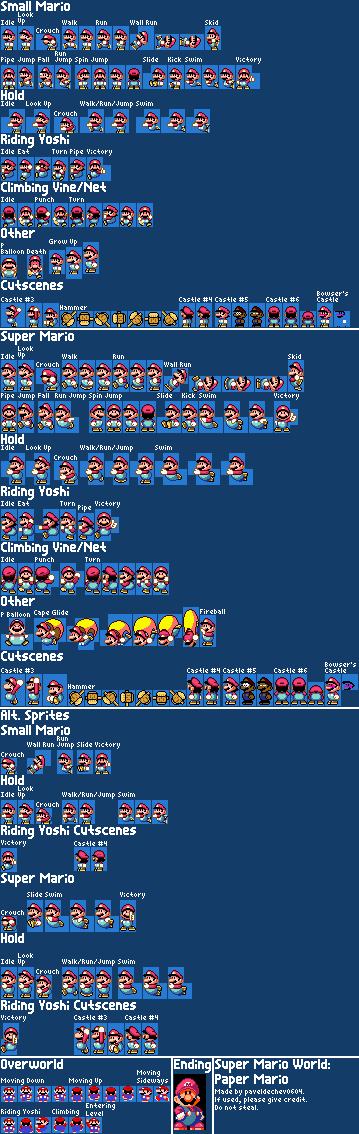 Small Mario
Idle Look Up Crouch Walk Run Wall Run Skid
Pipe Jump Fall Run Jump Spin Jump Slide Kick Swim Victory
Hold
Idle Look Up Crouch Walk/Run/Jump Swim
Riding Yoshi
Idle Eat Turn Pipe Victory
Climbing Vine/Net
Idle Punch Turn
Other
P Balloon Death Grow Up
Cutscenes
Castle #3 Hammer Castle #4 Castle #5 Castle #6 Bowser's Castle
Super Mario
Idle Look Up Crouch Walk Run Wall Run Skid
Pipe Jump Fall Run Jump Spin Jump Slide Kick Swim Victory
Hold
Idle Look Up Crouch Walk/Run/Jump Swim
Riding Yoshi
Idle Eat Turn Pipe Victory
Climbing Vine/Net
Idle Punch Turn
Other
P Balloon Cape Glide Fireball
Cutscenes
Castle #3 Hammer Castle #4 Castle #5 Castle #6 Bowser's Castle
Alt. Sprites
Small Mario
Crouch Wall Run Run Jump Slide Victory
Hold
Idle Look Up Crouch Walk/Run/Jump Swim
Riding Yoshi Cutscenes
Victory Castle #4
Super Mario
Crouch Slide Swim Victory
Hold
Idle Look Up Crouch Walk/Run/Jump Swim
Riding Yoshi Cutscenes
Victory Castle #3 Castle #4
Overworld
Moving Down Moving Up Moving Sideways
Riding Yoshi Climbing Entering Level
Ending
Super Mario World:
Paper Mario
Made by paveldechev0604.
If used, please give credit.
Do not steal.